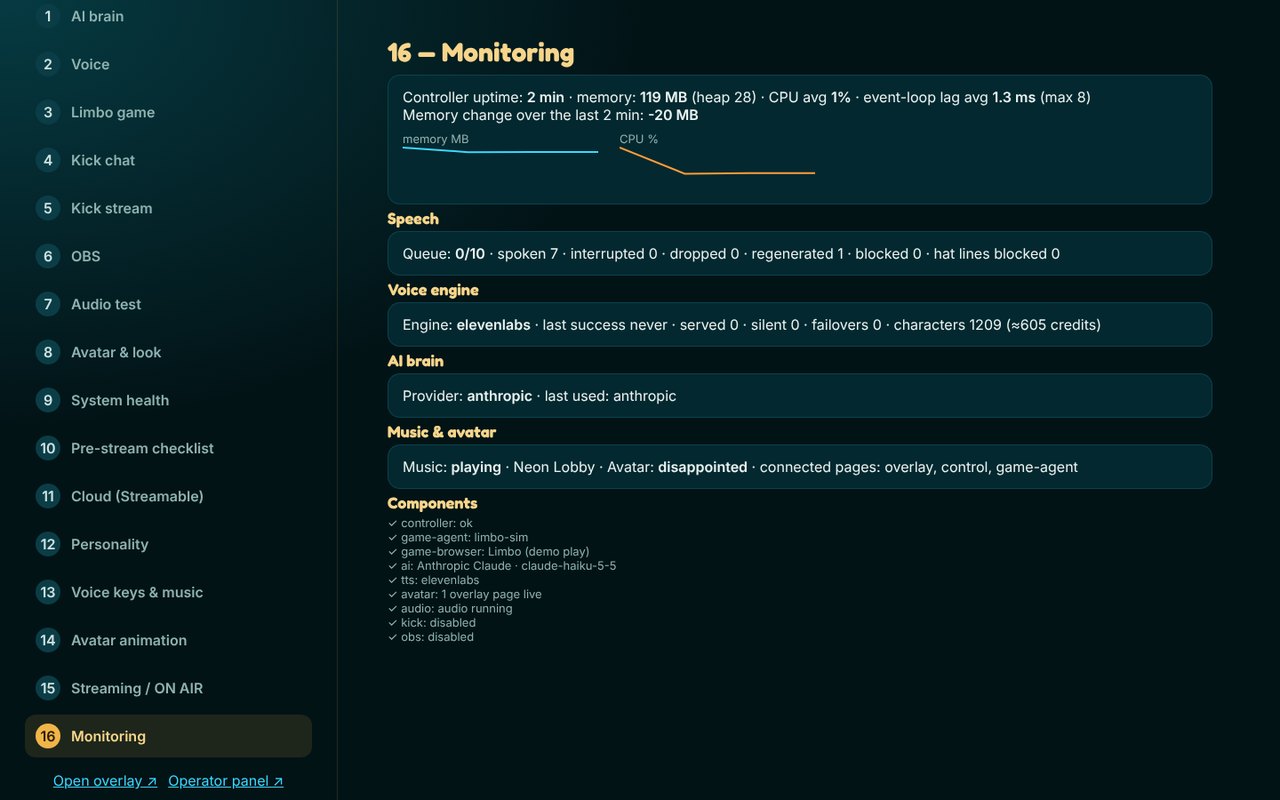 1 AI brain
2 Voice
3 Limbo game
4 Kick chat
5 Kick stream
6 OBS
7 Audio test
8 Avatar & look
9 System health
10 Pre-stream checklist
11 Cloud (Streamable)
12 Personality
13 Voice keys & music
14 Avatar animation
15 Streaming / ON AIR
16 Monitoring
Open overlay ↗ Operator panel ↗
16 — Monitoring
Controller uptime: 2 min · memory: 119 MB (heap 28) · CPU avg 1% · event-loop lag avg 1.3 ms (max 8)
Memory change over the last 2 min: -20 MB
memory MB CPU %
Speech
Queue: 0/10 · spoken 7 · interrupted 0 · dropped 0 · regenerated 1 · blocked 0 · hat lines blocked 0
Voice engine
Engine: elevenlabs · last success never · served 0 · silent 0 · failovers 0 · characters 1209 (≈605 credits)
AI brain
Provider: anthropic · last used: anthropic
Music & avatar
Music: playing · Neon Lobby · Avatar: disappointed · connected pages: overlay, control, game-agent
Components
✓ controller: ok
✓ game-agent: limbo-sim
✓ game-browser: Limbo (demo play)
✓ ai: Anthropic Claude · claude-haiku-5-5
✓ tts: elevenlabs
✓ avatar: 1 overlay page live
✓ audio: audio running
✓ kick: disabled
✓ obs: disabled